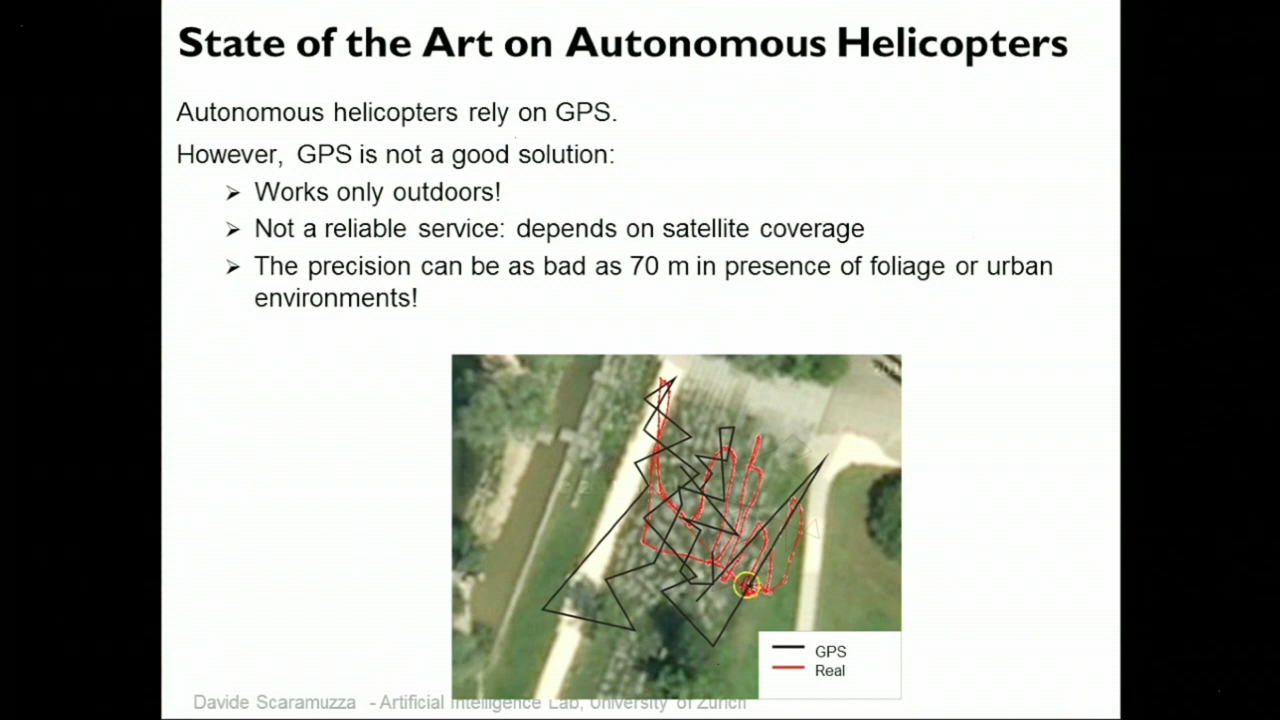 State of the Art on Autonomous Helicopters
Autonomous helicopters rely on GPS.
However, GPS is not a good solution:
Works only outdoors!
Not a reliable service: depends on satellite coverage
The precision can be as bad as 70 m in presence of foliage or urban
environments!
GPS
Real
Davide Scaramuzza - Artificial Intelligence Lab, University of Zurich